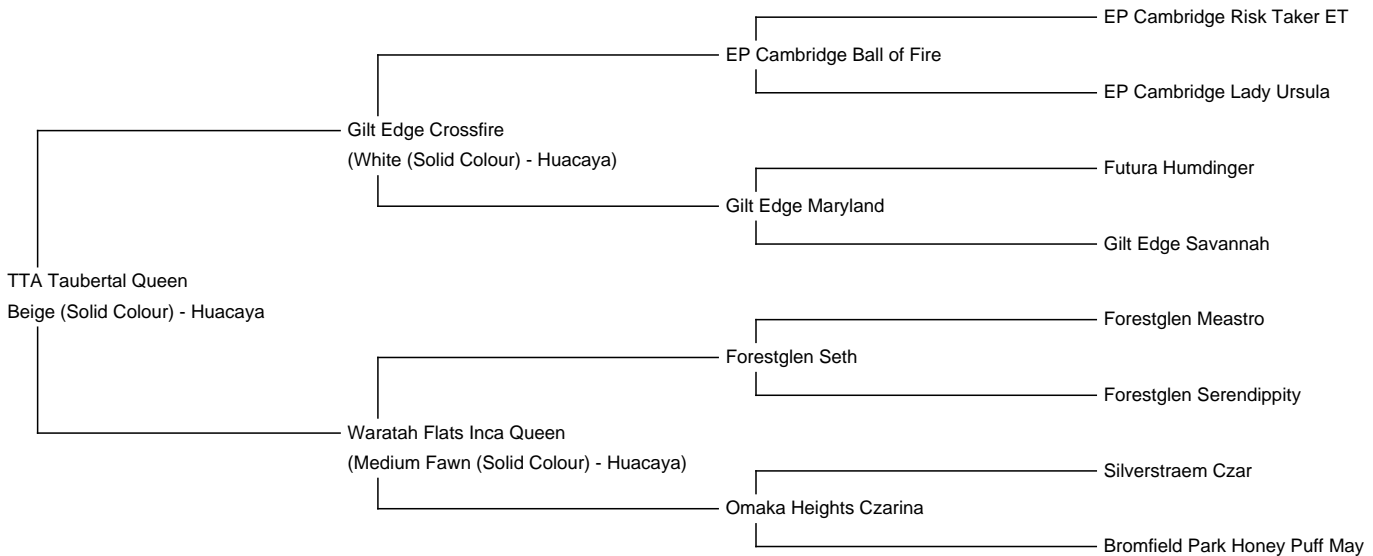 EP Cambridge Risk Taker ET
EP Cambridge Ball of Fire
EP Cambridge Lady Ursula
Gilt Edge Crossfire
(White (Solid Colour) - Huacaya)
Futura Humdinger
Gilt Edge Maryland
Gilt Edge Savannah
TTA Taubertal Queen
Beige (Solid Colour) - Huacaya
Forestglen Meastro
Forestglen Seth
Forestglen Serendippity
Waratah Flats Inca Queen
(Medium Fawn (Solid Colour) - Huacaya)
Silverstraem Czar
Omaka Heights Czarina
Bromfield Park Honey Puff May